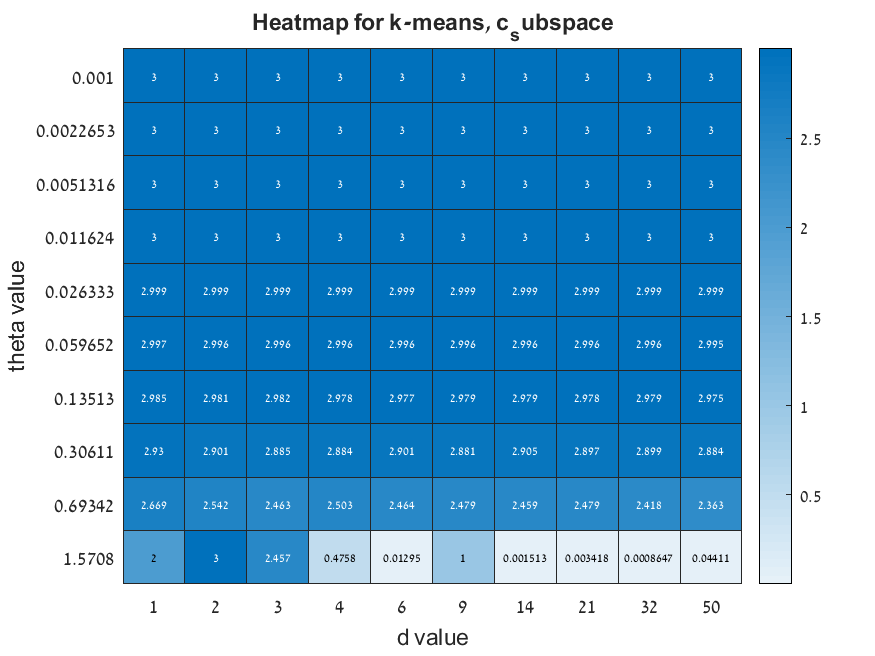 Heatmap for k-means, c_subspace
0.001 3 3 3 3 3 3 3 3 3 3
0.0022653 3 3 3 3 3 3 3 3 3 3
2.5
0.0051316 3 3 3 3 3 3 3 3 3 3
2
0.011624 3 3 3 3 3 3 3 3 3 3
0.026333 2.999 2.999 2.999 2.999 2.999 2.999 2.999 2.999 2.999 2.999
1.5
theta value
0.059652 2.997 2.996 2.996 2.996 2.996 2.996 2.996 2.996 2.996 2.995
0.13513 2.985 2.981 2.982 2.978 2.977 2.979 2.979 2.978 2.979 2.975
1
0.30611 2.93 2.901 2.885 2.884 2.901 2.881 2.905 2.897 2.899 2.884
0.69342 2.669 2.542 2.463 2.503 2.464 2.479 2.459 2.479 2.418 2.363
0.5
1.5708 2 3 2.457 0.4758 0.01295 1 0.001513 0.003418 0.0008647 0.04411
1 2 3 4 6 9 14 21 32 50
d value